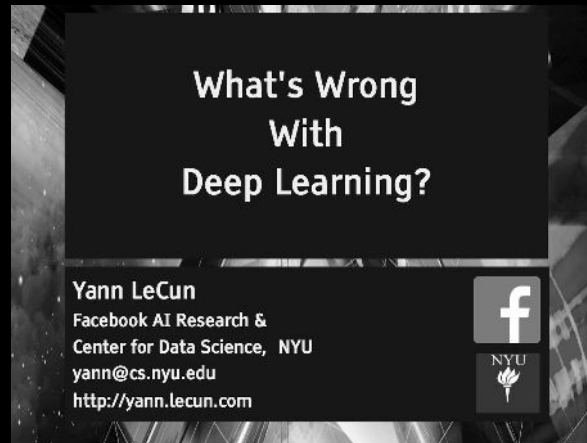 What's Wrong
With
Deep Learning?
Yann LeCun
Facebook AI Research &
Center for Data Science, NYU
yann@cs.nyu.edu
http://yann.lecun.com
f
NYU